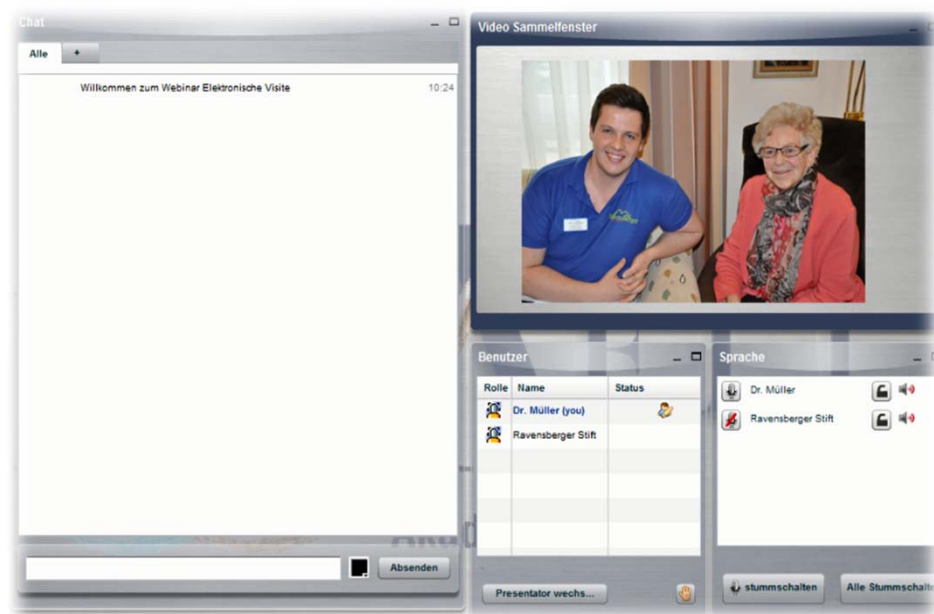 Chat
Alle +
Willkommen zum Webinar Elektronische Visite 10:24
Absenden
Video Sammelfenster
Benutzer
Rolle Name Status
Dr. Müller (you)
Ravensberger Stift
Presentator wechs...
Sprache
Dr. Müller
Ravensberger Stift
stummschalten Alle Stummschalte